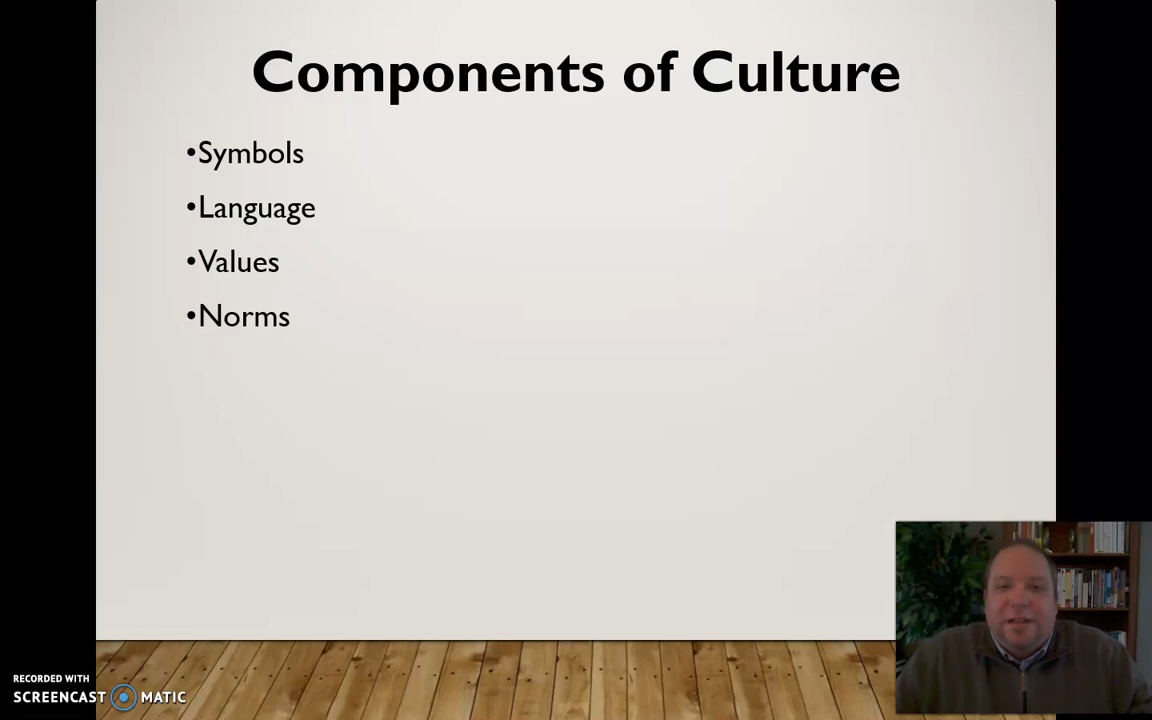 Components of Culture
•Symbols
•Language
•Values
•Norms
RECORDED WITH
SCREENCAST MATIC